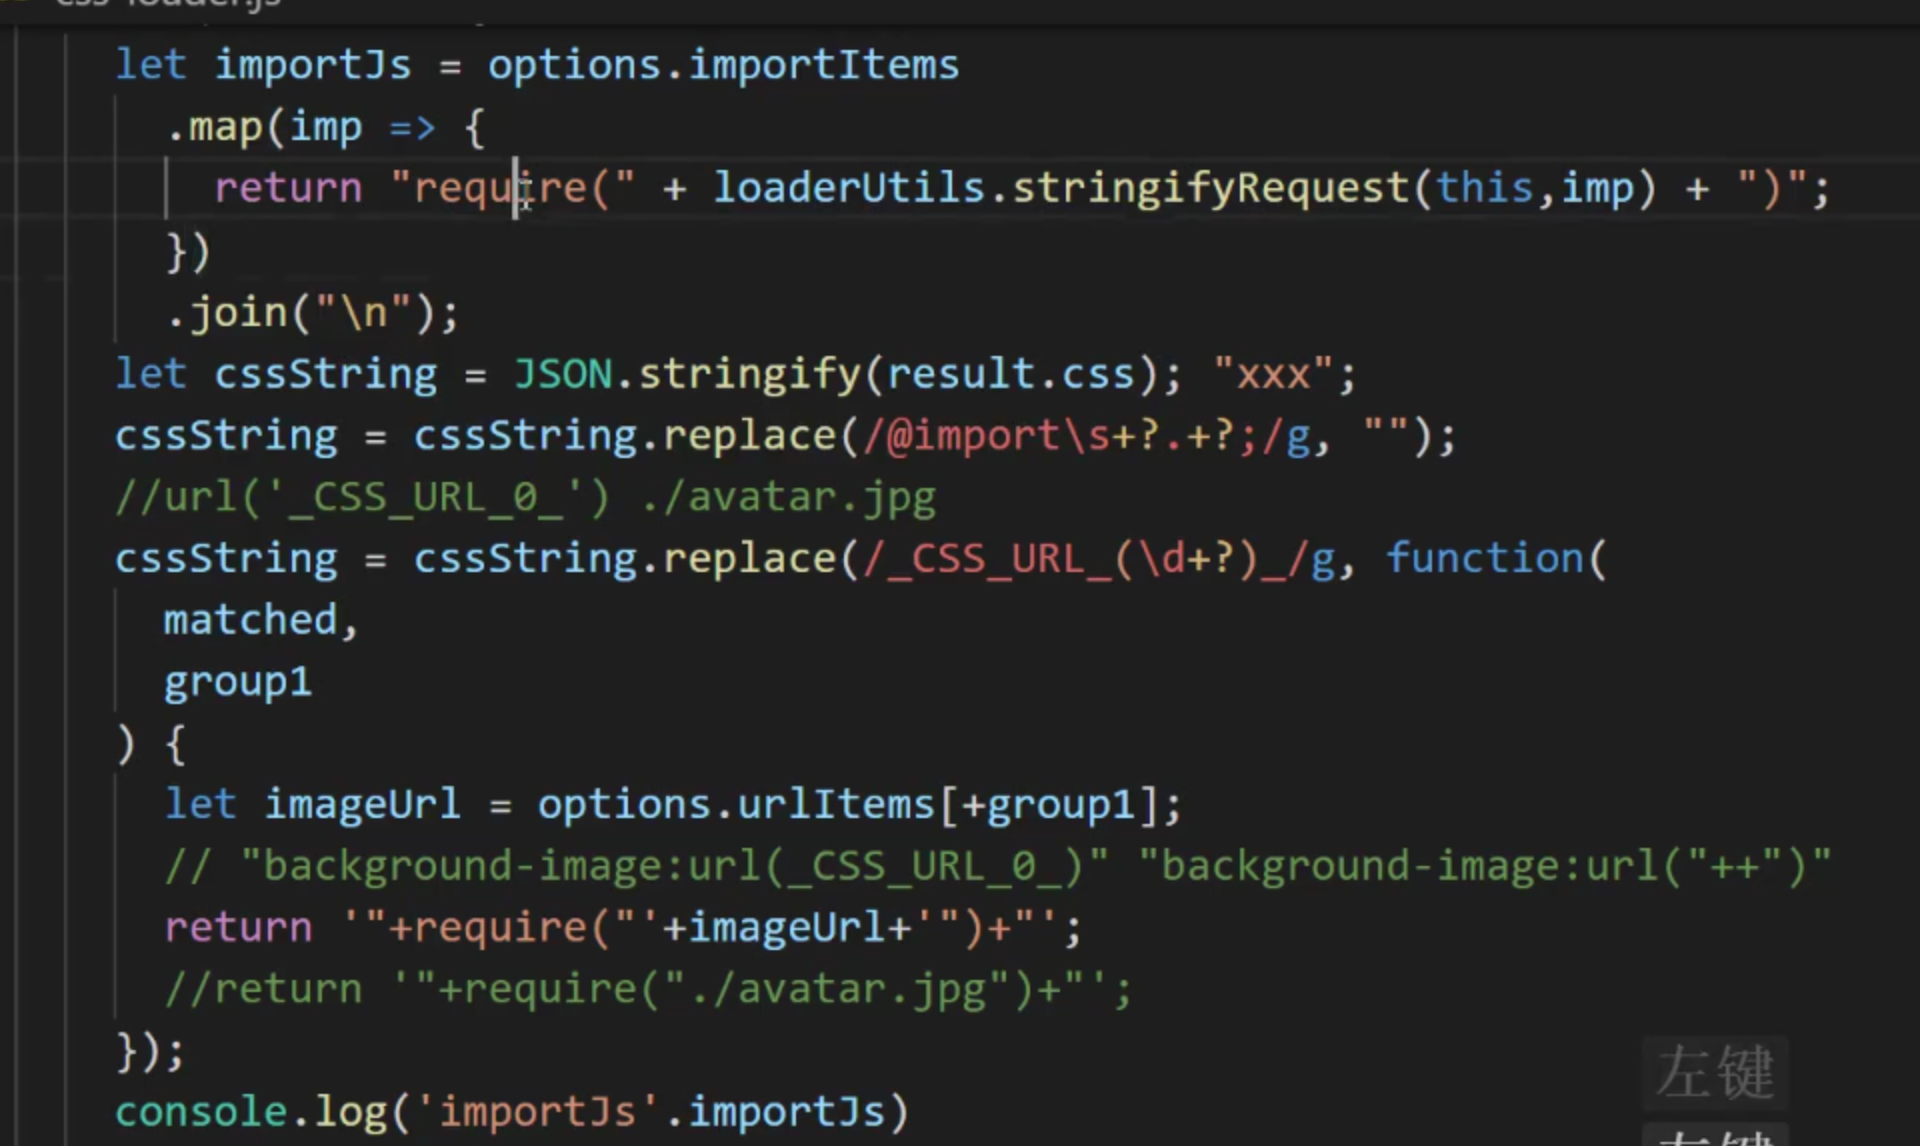 css-loader.js
let importJs = options.importItems
.map(imp => {
return "require(" + loaderUtils.stringifyRequest(this,imp) + ")";
})
.join("\n");
let cssString = JSON.stringify(result.css); "xxx";
cssString = cssString.replace(/@import\s+?.+?;/g, "");
//url('_CSS_URL_0_') ./avatar.jpg
cssString = cssString.replace(/_CSS_URL_(\d+?)_/g, function(
matched,
group1
) {
let imageUrl = options.urlItems[+group1];
// "background-image:url(_CSS_URL_0_)" "background-image:url("++")"
return '"+require("'+imageUrl+'")+"';
//return '"+require("./avatar.jpg")+"';
});
console.log('importJs'.importJs)
左键
左键